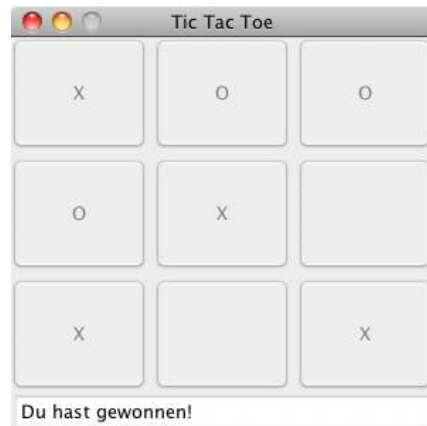 Tic Tac Toe
X O O
O X
X X
Du hast gewonnen!